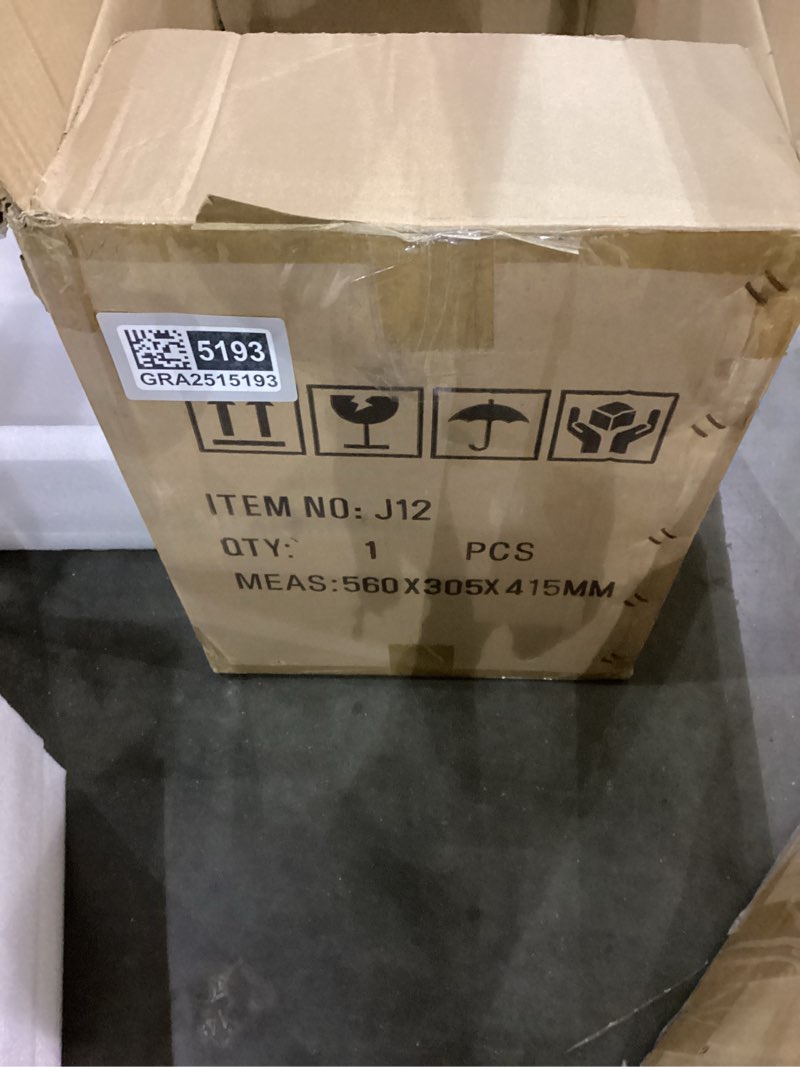 5193
GRA2515193
ITEM NO: J12
QTY: 1 PCS
MEAS:560X305X415MM